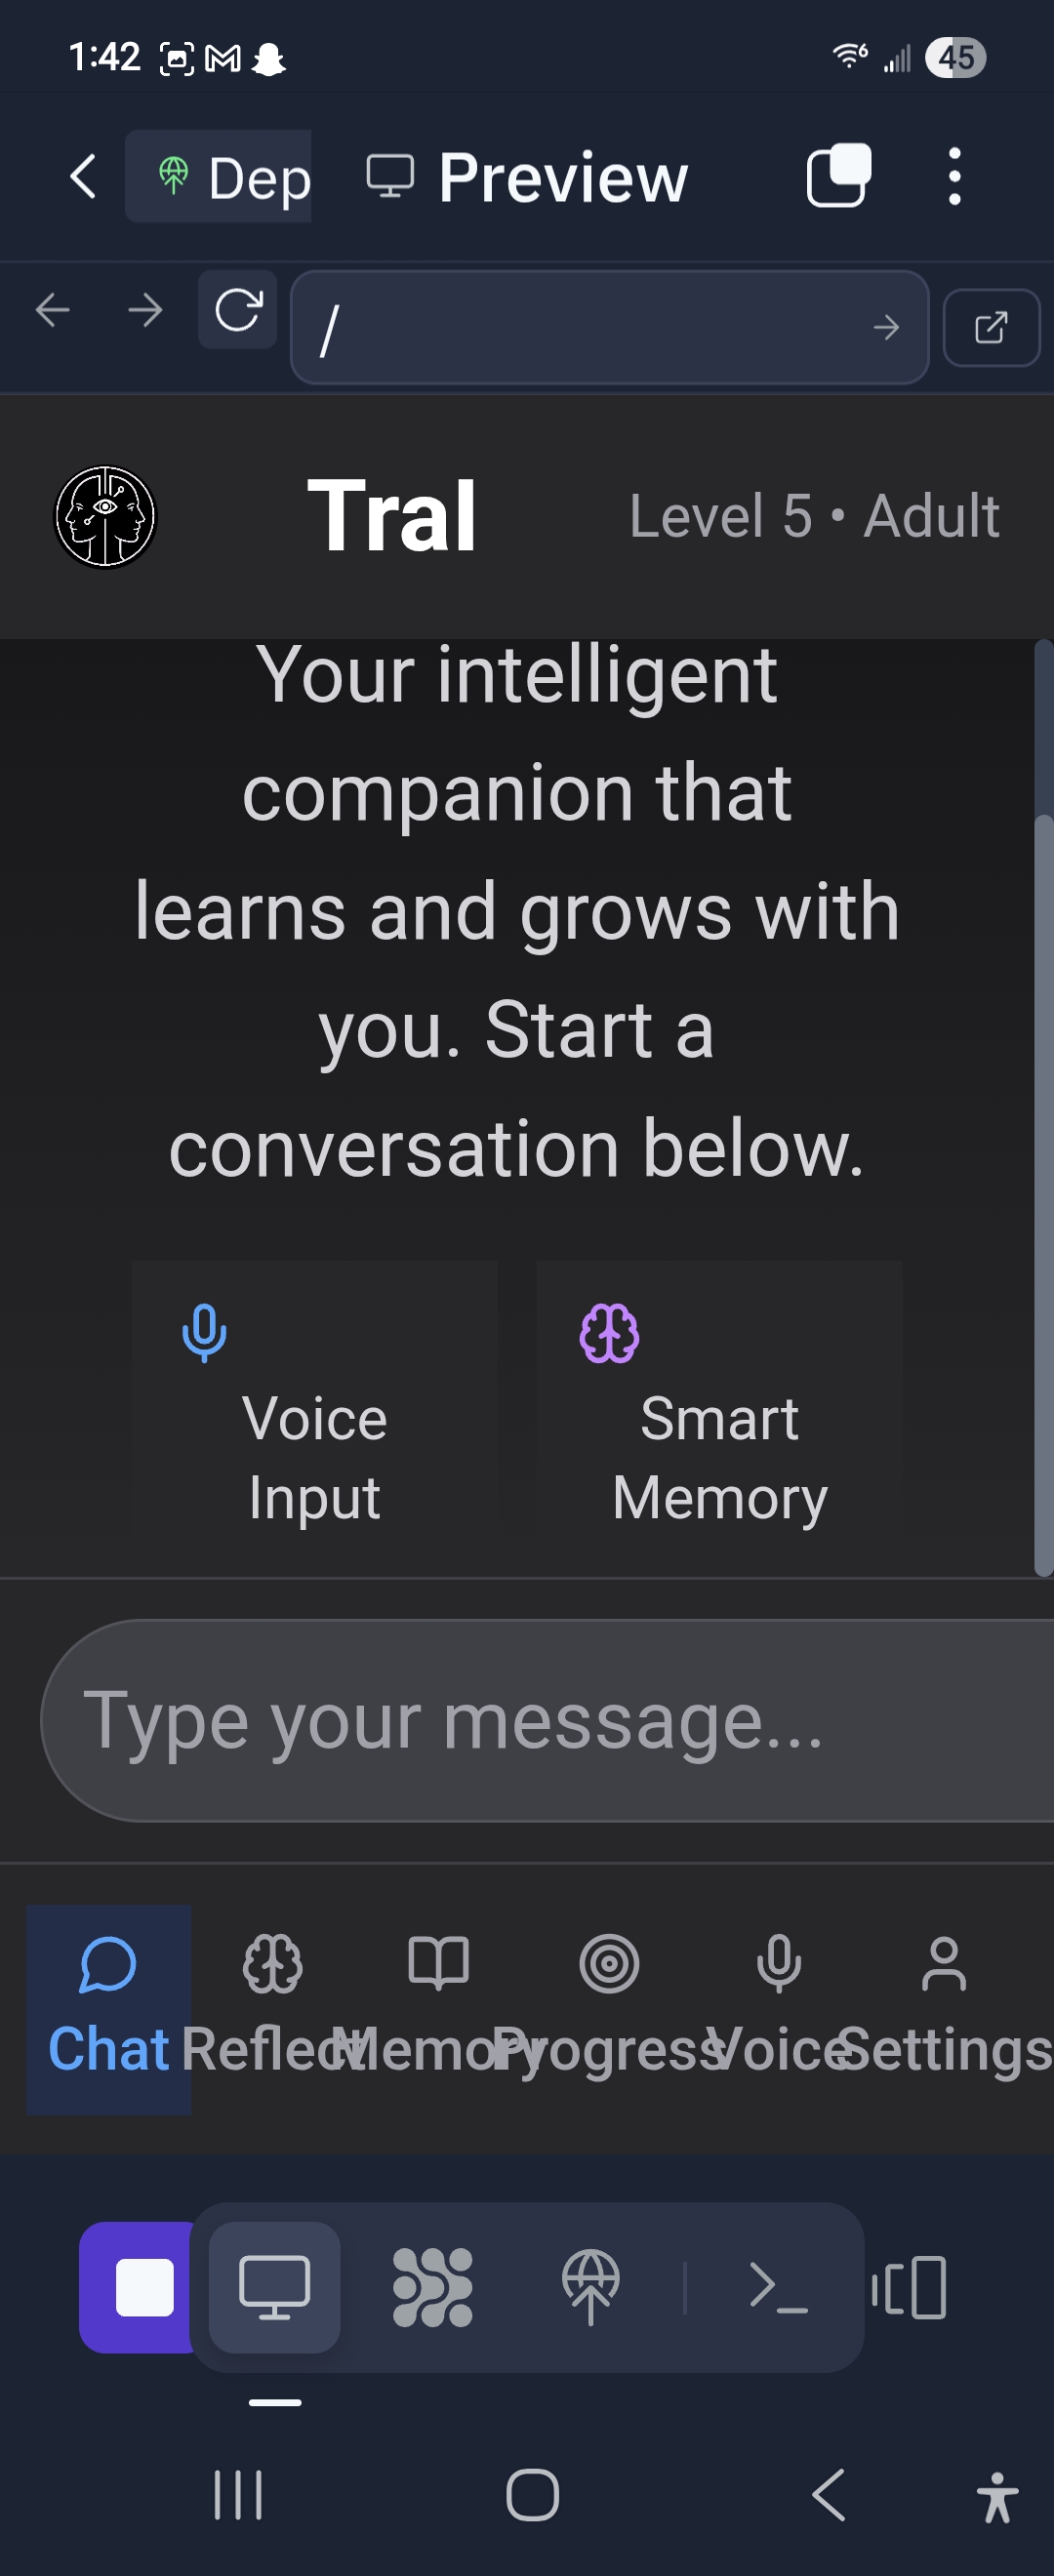 1:42
45
Dep
Preview
/
Tral
Level 5 • Adult
Your intelligent
companion that
learns and grows with
you. Start a
conversation below.
Voice
Input
Smart
Memory
Type your message...
Chat Reflect Memory Progress Voice Settings